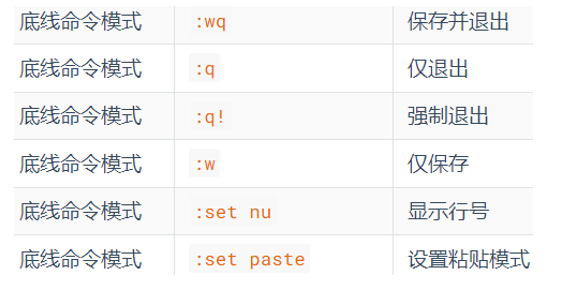 底线命令模式 :wq 保存并退出
底线命令模式 :q 仅退出
底线命令模式 :q! 强制退出
底线命令模式 :w 仅保存
底线命令模式 :set nu 显示行号
底线命令模式 :set paste 设置粘贴模式